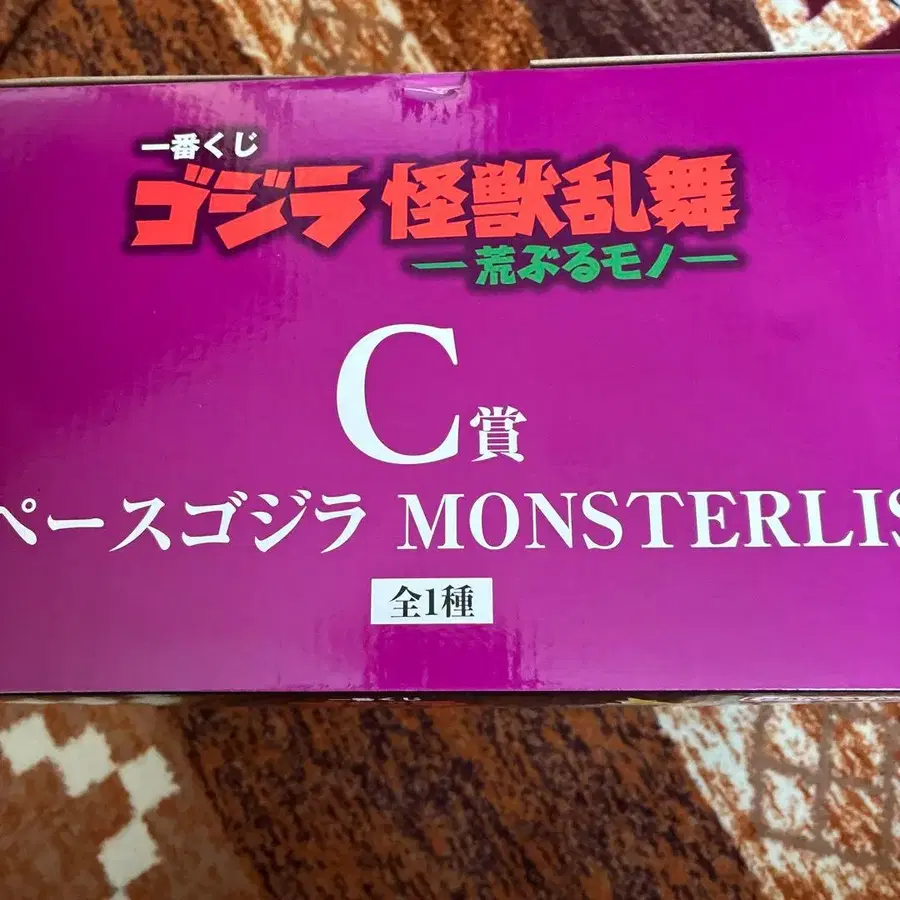 一番くじ
ゴジラ 怪獣乱舞
―荒ぶるモノ―
C賞
ペースゴジラ MONSTERLIS
全1種